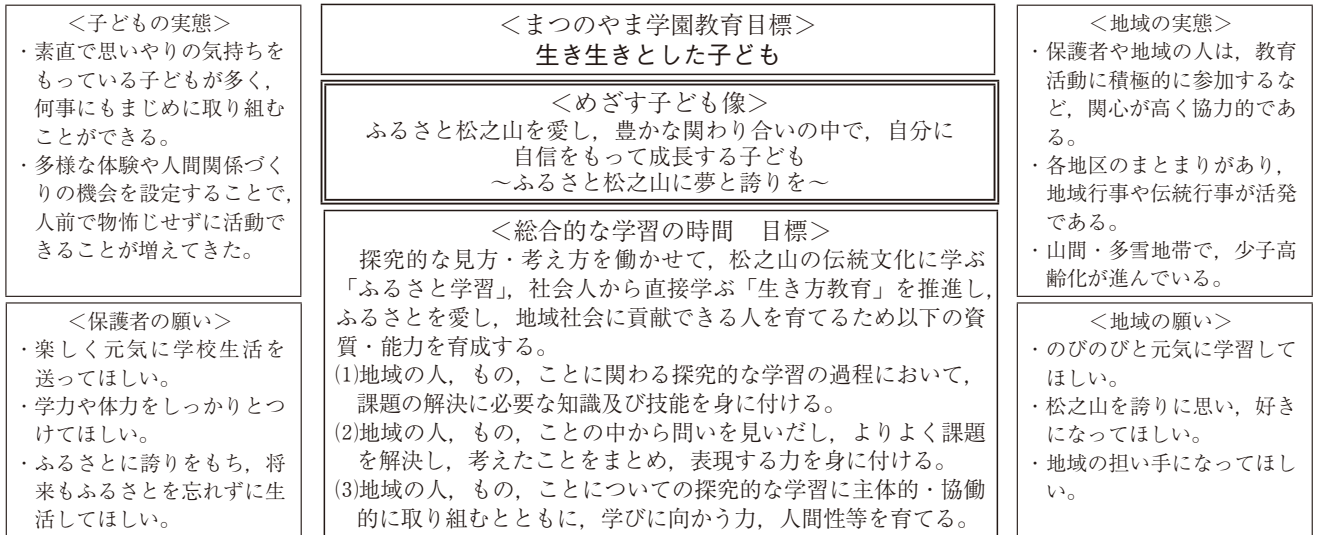 ＜子どもの実態＞
・素直で思いやりの気持ちを
もっている子どもが多く，
何事にもまじめに取り組む
ことができる。
・多様な体験や人間関係づく
りの機会を設定することで，
人前で物怖じせずに活動で
きることが増えてきた。
＜保護者の願い＞
・楽しく元気に学校生活を
送ってほしい。
・学力や体力をしっかりとつ
けてほしい。
・ふるさとに誇りをもち，将
来もふるさとを忘れずに生
活してほしい。
＜まつのやま学園教育目標＞
生き生きとした子ども
＜めざす子ども像＞
ふるさと松之山を愛し，豊かな関わり合いの中で，自分に
自信をもって成長する子ども
～ふるさと松之山に夢と誇りを～
＜総合的な学習の時間　目標＞
探究的な見方・考え方を働かせて，松之山の伝統文化に学ぶ
「ふるさと学習」，社会人から直接学ぶ「生き方教育」を推進し，
ふるさとを愛し，地域社会に貢献できる人を育てるため以下の資
質・能力を育成する。
⑴地域の人，もの，ことに関わる探究的な学習の過程において，
課題の解決に必要な知識及び技能を身に付ける。
⑵地域の人，もの，ことの中から問いを見いだし，よりよく課題
を解決し，考えたことをまとめ，表現する力を身に付ける。
⑶地域の人，もの，ことについての探究的な学習に主体的・協働
的に取り組むとともに，学びに向かう力，人間性等を育てる。
＜地域の実態＞
・保護者や地域の人は，教育
活動に積極的に参加するな
ど，関心が高く協力的であ
る。
・各地区のまとまりがあり，
地域行事や伝統行事が活発
である。
・山間・多雪地帯で，少子高
齢化が進んでいる。
＜地域の願い＞
・のびのびと元気に学習して
ほしい。
・松之山を誇りに思い，好き
になってほしい。
・地域の担い手になってほし
い。